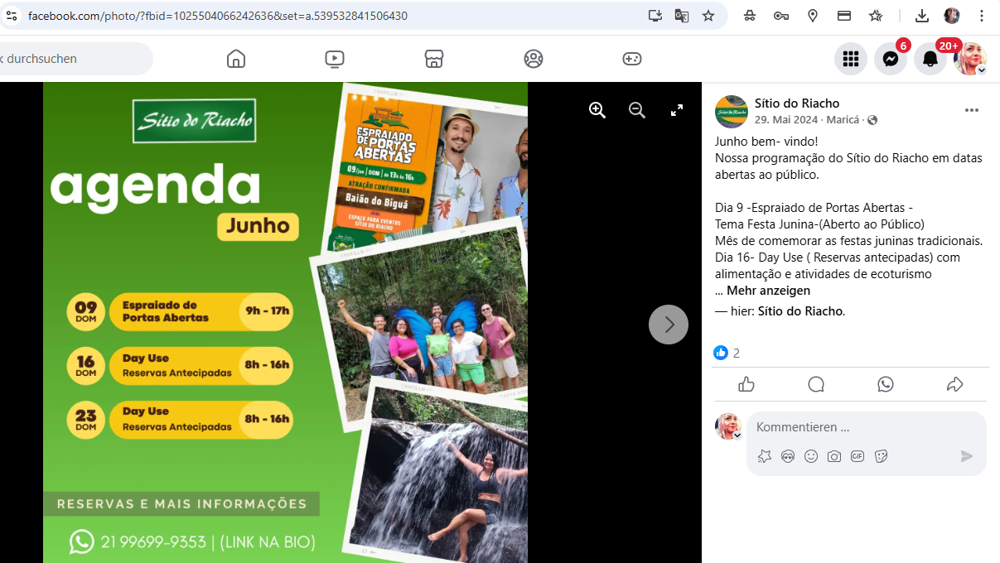 facebook.com/photo/?fbid=10255040662426368&set=a.539532841506430
k durchsuchen
6
20+
Sítio do Riacho
agenda
Junho
09
DOM
Espraiado de
Portas Abertas
9h - 17h
16
DOM
Day Use
Reservas Antecipadas
8h - 16h
23
DOM
Day Use
Reservas Antecipadas
8h - 16h
RESERVAS E MAIS INFORMAÇÕES
21 99699-9353 | (LINK NA BIO)
ESPRAIADO
DE PORTAS
ABERTAS
09/jun | DOM | de 13h às 16h
ATRAÇÃO CONFIRMADA
Baião do Biguá
LOCAL:
ESPAÇO PARA EVENTOS
SÍTIO DO RIACHO
Sítio do Riacho
Sítio do Riacho
29. Mai 2024 · Maricá ·
Junho bem- vindo!
Nossa programação do Sítio do Riacho em datas
abertas ao público.
Dia 9 -Espraiado de Portas Abertas -
Tema Festa Junina-(Aberto ao Público)
Mês de comemorar as festas juninas tradicionais.
Dia 16- Day Use ( Reservas antecipadas) com
alimentação e atividades de ecoturismo
... Mehr anzeigen
— hier: Sítio do Riacho.
2
Kommentieren ...
GIF